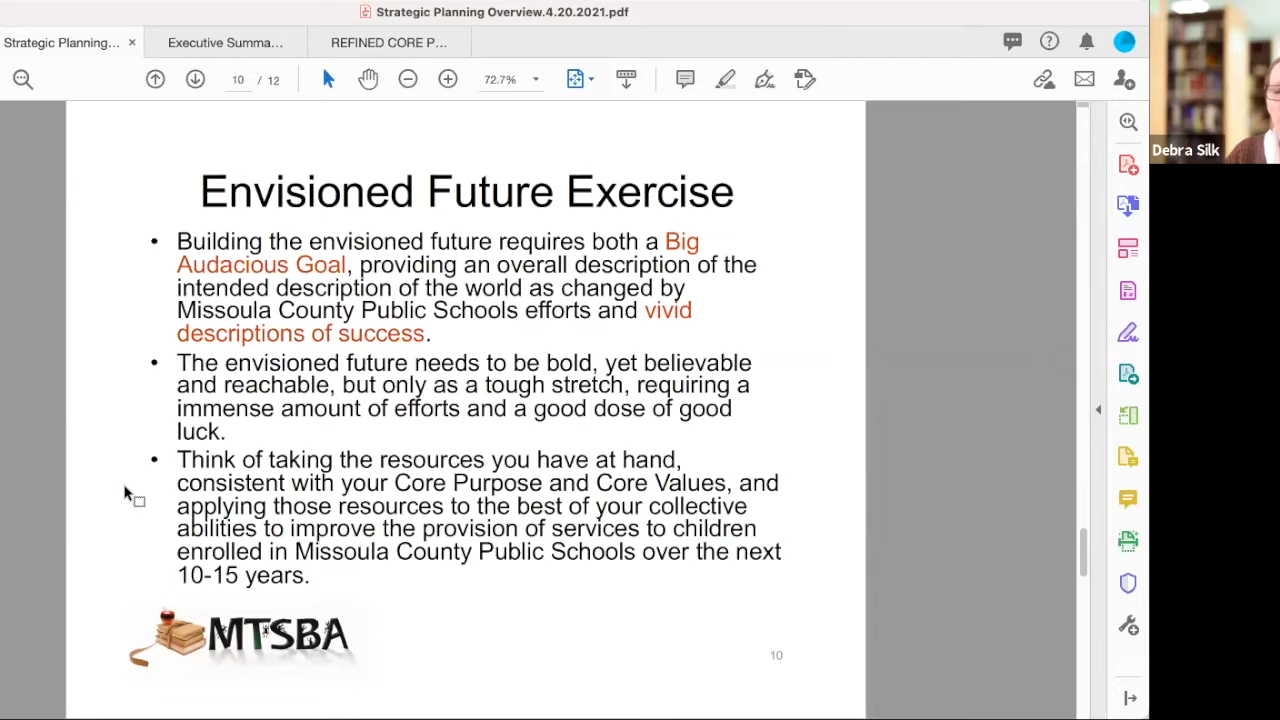 Strategic Planning Overview.4.20.2021.pdf
Strategic Planning... ×
Executive Summa...
REFINED CORE P...
10 / 12
72.7%
Debra Silk
Envisioned Future Exercise
• Building the envisioned future requires both a Big
Audacious Goal, providing an overall description of the
intended description of the world as changed by
Missoula County Public Schools efforts and vivid
descriptions of success.
• The envisioned future needs to be bold, yet believable
and reachable, but only as a tough stretch, requiring a
immense amount of efforts and a good dose of good
luck.
• Think of taking the resources you have at hand,
consistent with your Core Purpose and Core Values, and
applying those resources to the best of your collective
abilities to improve the provision of services to children
enrolled in Missoula County Public Schools over the next
10-15 years.
MTSBA
10